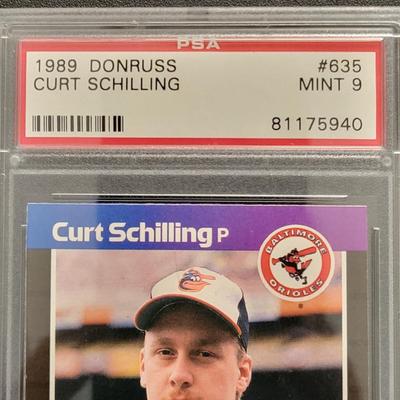 PSA
1989 DONRUSS #635
CURT SCHILLING MINT 9
81175940
Curt Schilling P
BALTIMORE
ORIOLES